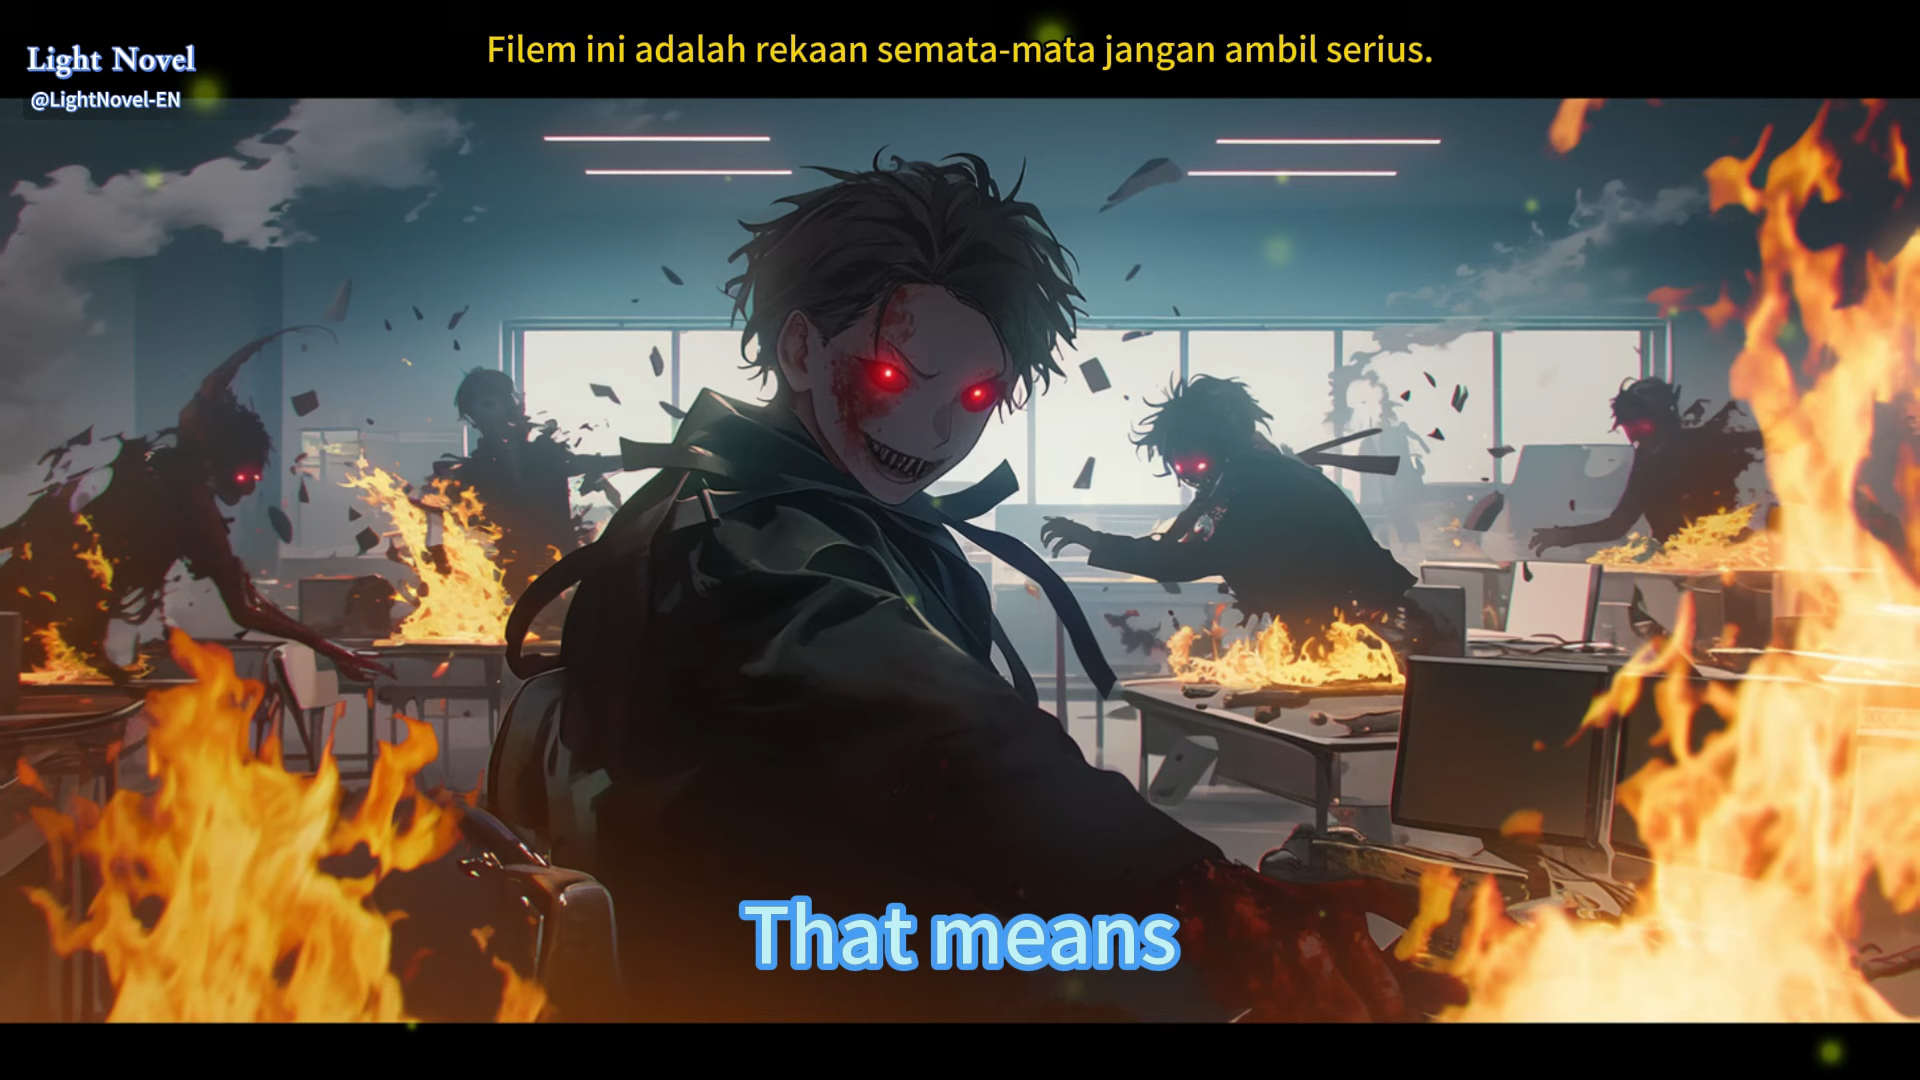 Filem ini adalah rekaan semata-mata jangan ambil serius.
Light Novel
@LightNovel-EN
That means